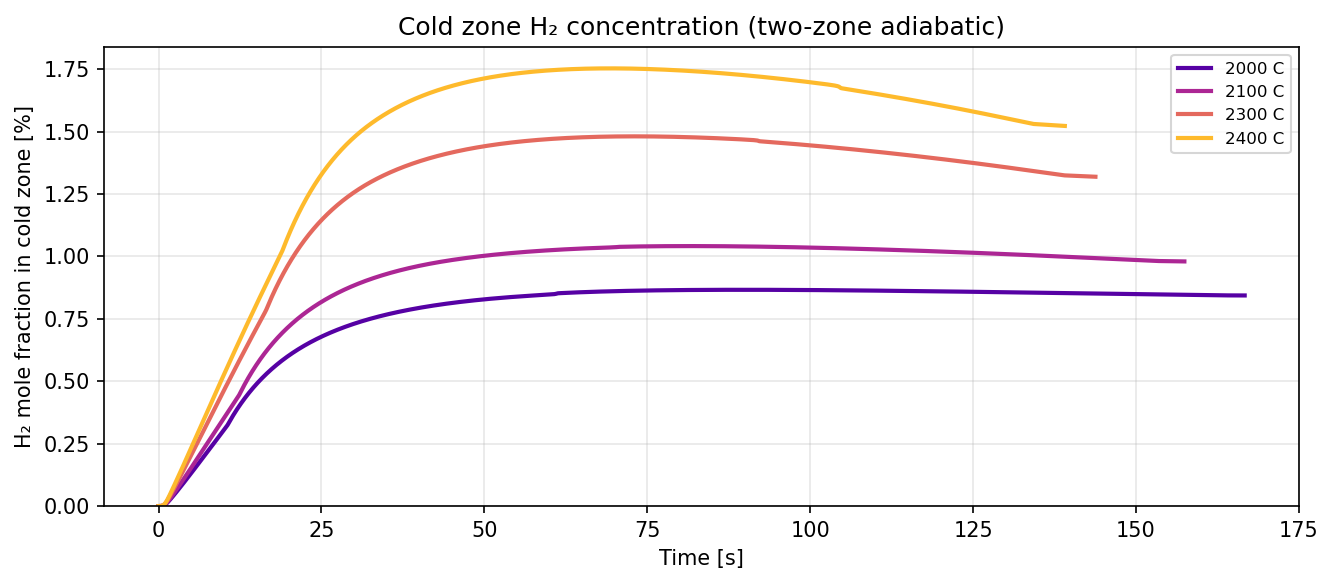 Cold zone H₂ concentration (two-zone adiabatic)
H₂ mole fraction in cold zone [%]
1.75
1.50
1.25
1.00
0.75
0.50
0.25
0.00
2000 C
2100 C
2300 C
2400 C
0
25
50
75
100
125
150
175
Time [s]